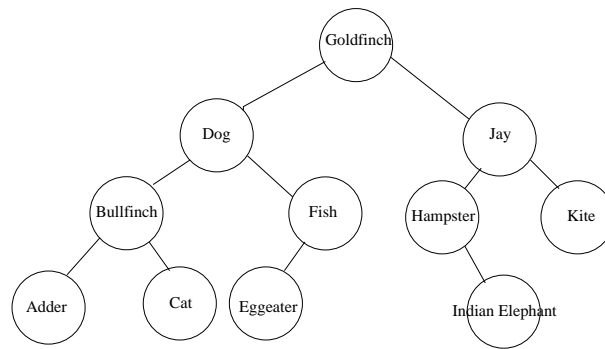 Goldfinch
Dog
Jay
Bullfinch
Fish
Hampster
Kite
Adder
Cat
Eggeater
Indian Elephant